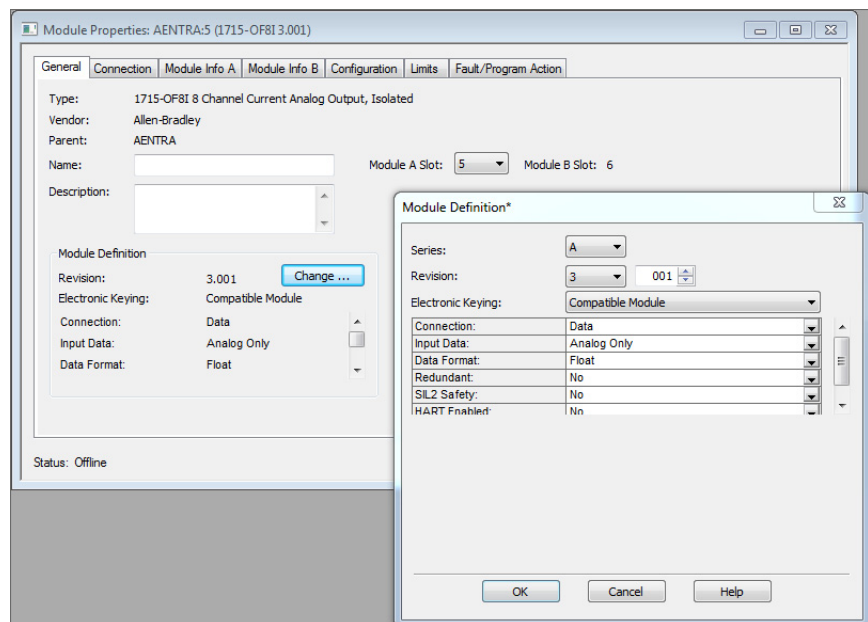 Module Properties: AENTRA:5 (1715-OF8I 3.001)
General Connection Module Info A Module Info B Configuration Limits Fault/Program Action
Type: 1715-OF8I 8 Channel Current Analog Output, Isolated
Vendor: Allen-Bradley
Parent: AENTRA
Name: Module A Slot: 5 Module B Slot: 6
Description:
Module Definition
Revision: 3.001 Change ...
Electronic Keying: Compatible Module
Connection: Data
Input Data: Analog Only
Data Format: Float
Status: Offline
Module Definition*
Series: A
Revision: 3 001
Electronic Keying: Compatible Module
Connection: Data
Input Data: Analog Only
Data Format: Float
Redundant: No
SIL2 Safety: No
HART Enabled: No
OK Cancel Help